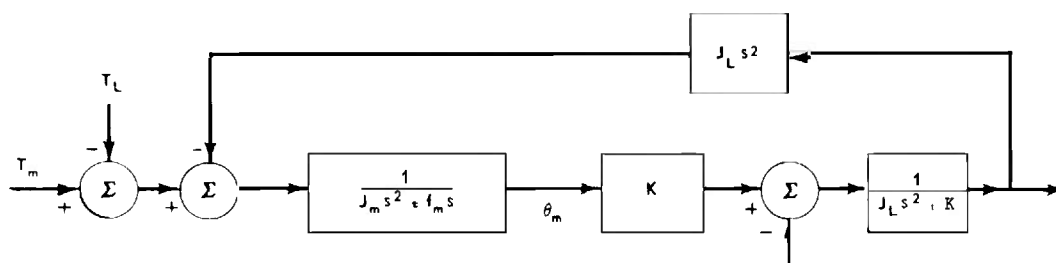 J_L s²
T_L
−
−
T_m
+
Σ
+
Σ
1
J_m s² + f_m s
θ_m
K
+
−
Σ
1
J_L s² + K